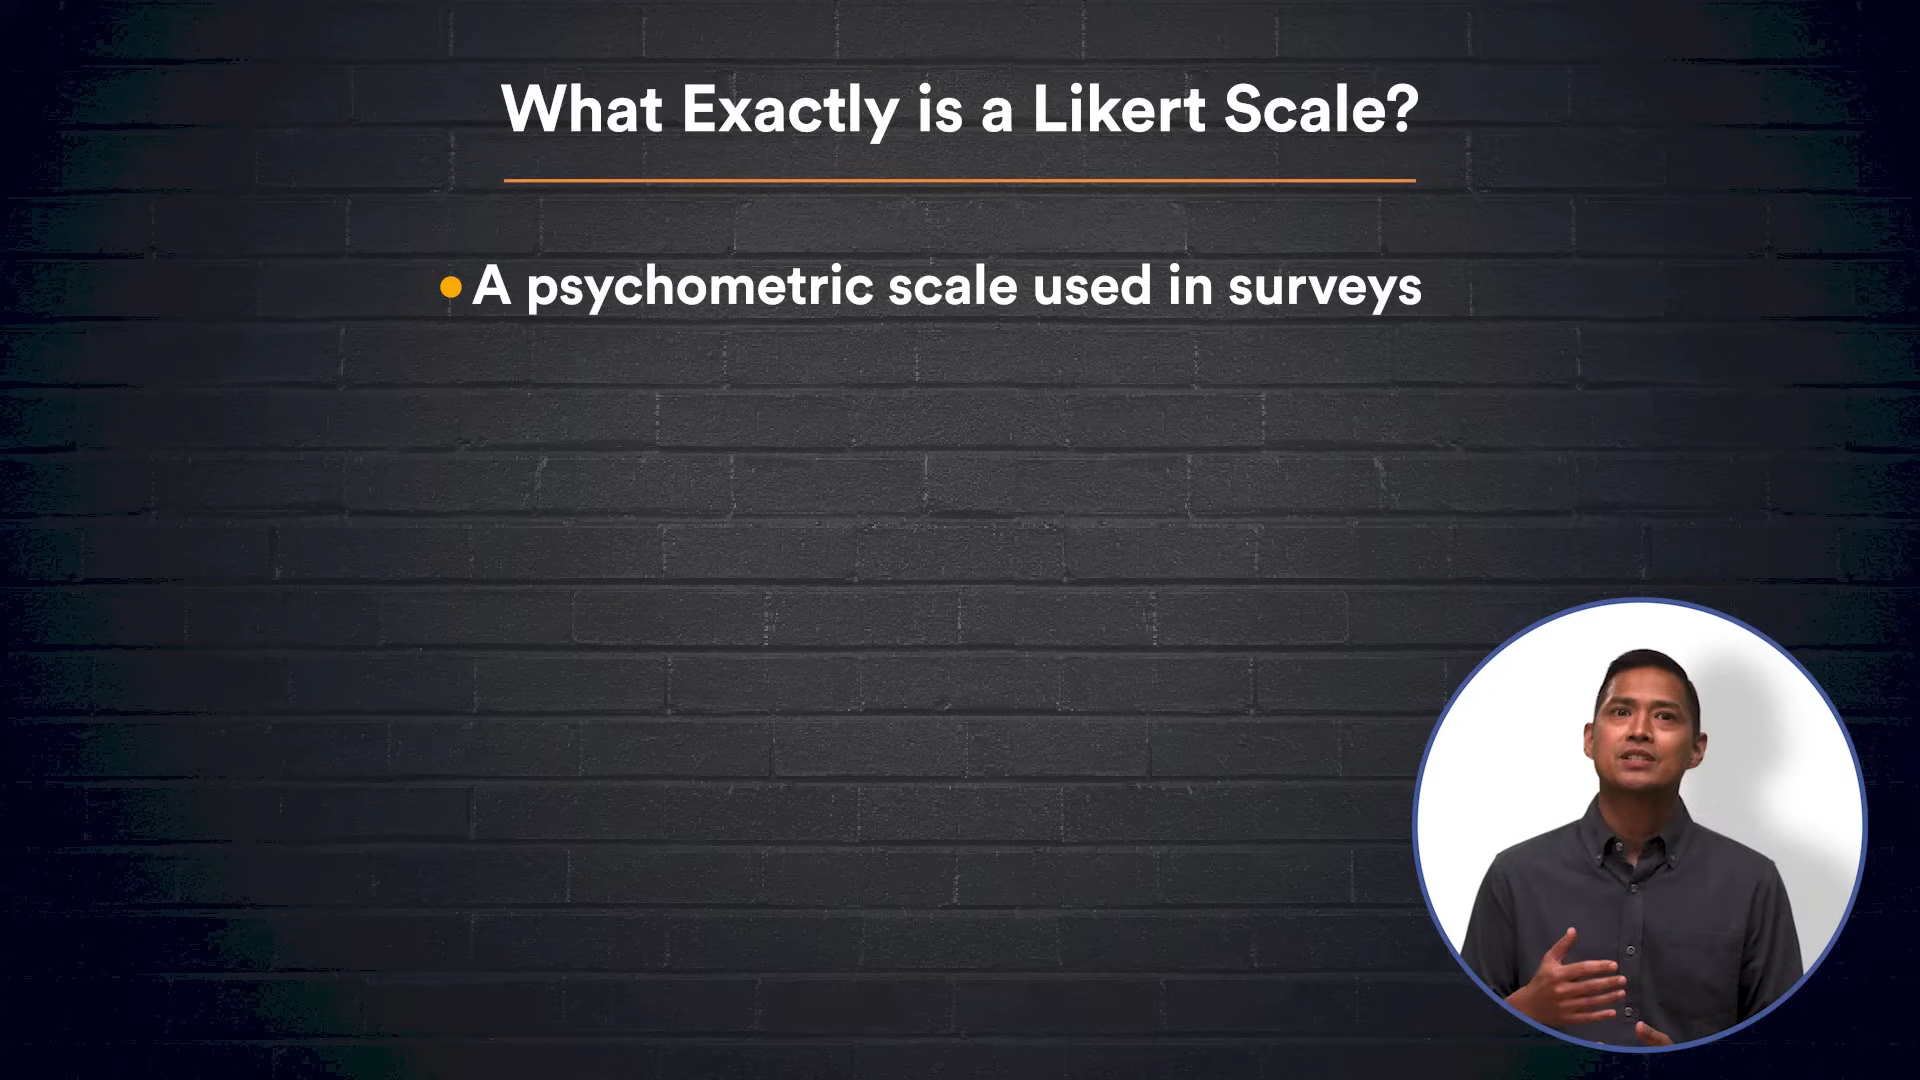 What Exactly is a Likert Scale?
• A psychometric scale used in surveys